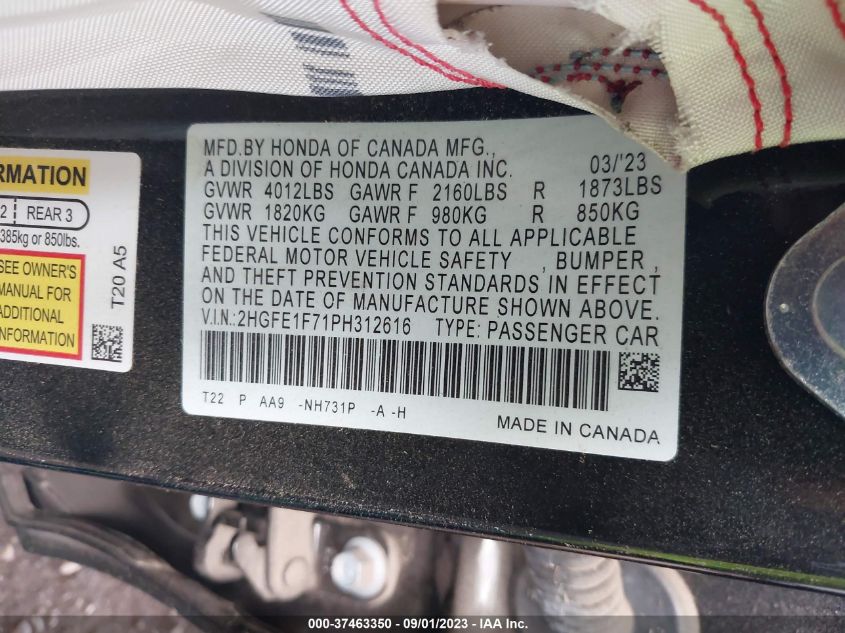 MFD.BY HONDA OF CANADA MFG.,
A DIVISION OF HONDA CANADA INC. 03/'23
GVWR 4012LBS GAWR F 2160LBS R 1873LBS
GVWR 1820KG GAWR F 980KG R 850KG
THIS VEHICLE CONFORMS TO ALL APPLICABLE
FEDERAL MOTOR VEHICLE SAFETY , BUMPER ,
AND THEFT PREVENTION STANDARDS IN EFFECT
ON THE DATE OF MANUFACTURE SHOWN ABOVE.
V.I.N.:2HGFE1F71PH312616 TYPE: PASSENGER CAR
T22 P AA9 -NH731P -A -H
MADE IN CANADA
RMATION
2 REAR 3
385kg or 850lbs.
SEE OWNER'S
MANUAL FOR
ADDITIONAL
INFORMATION
T20 A5
000-37463350 - 09/01/2023 - IAA Inc.